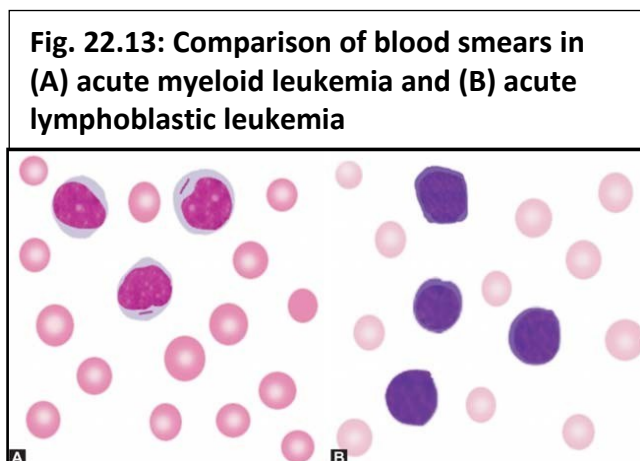 Fig. 22.13: Comparison of blood smears in
(A) acute myeloid leukemia and (B) acute
lymphoblastic leukemia
A
B